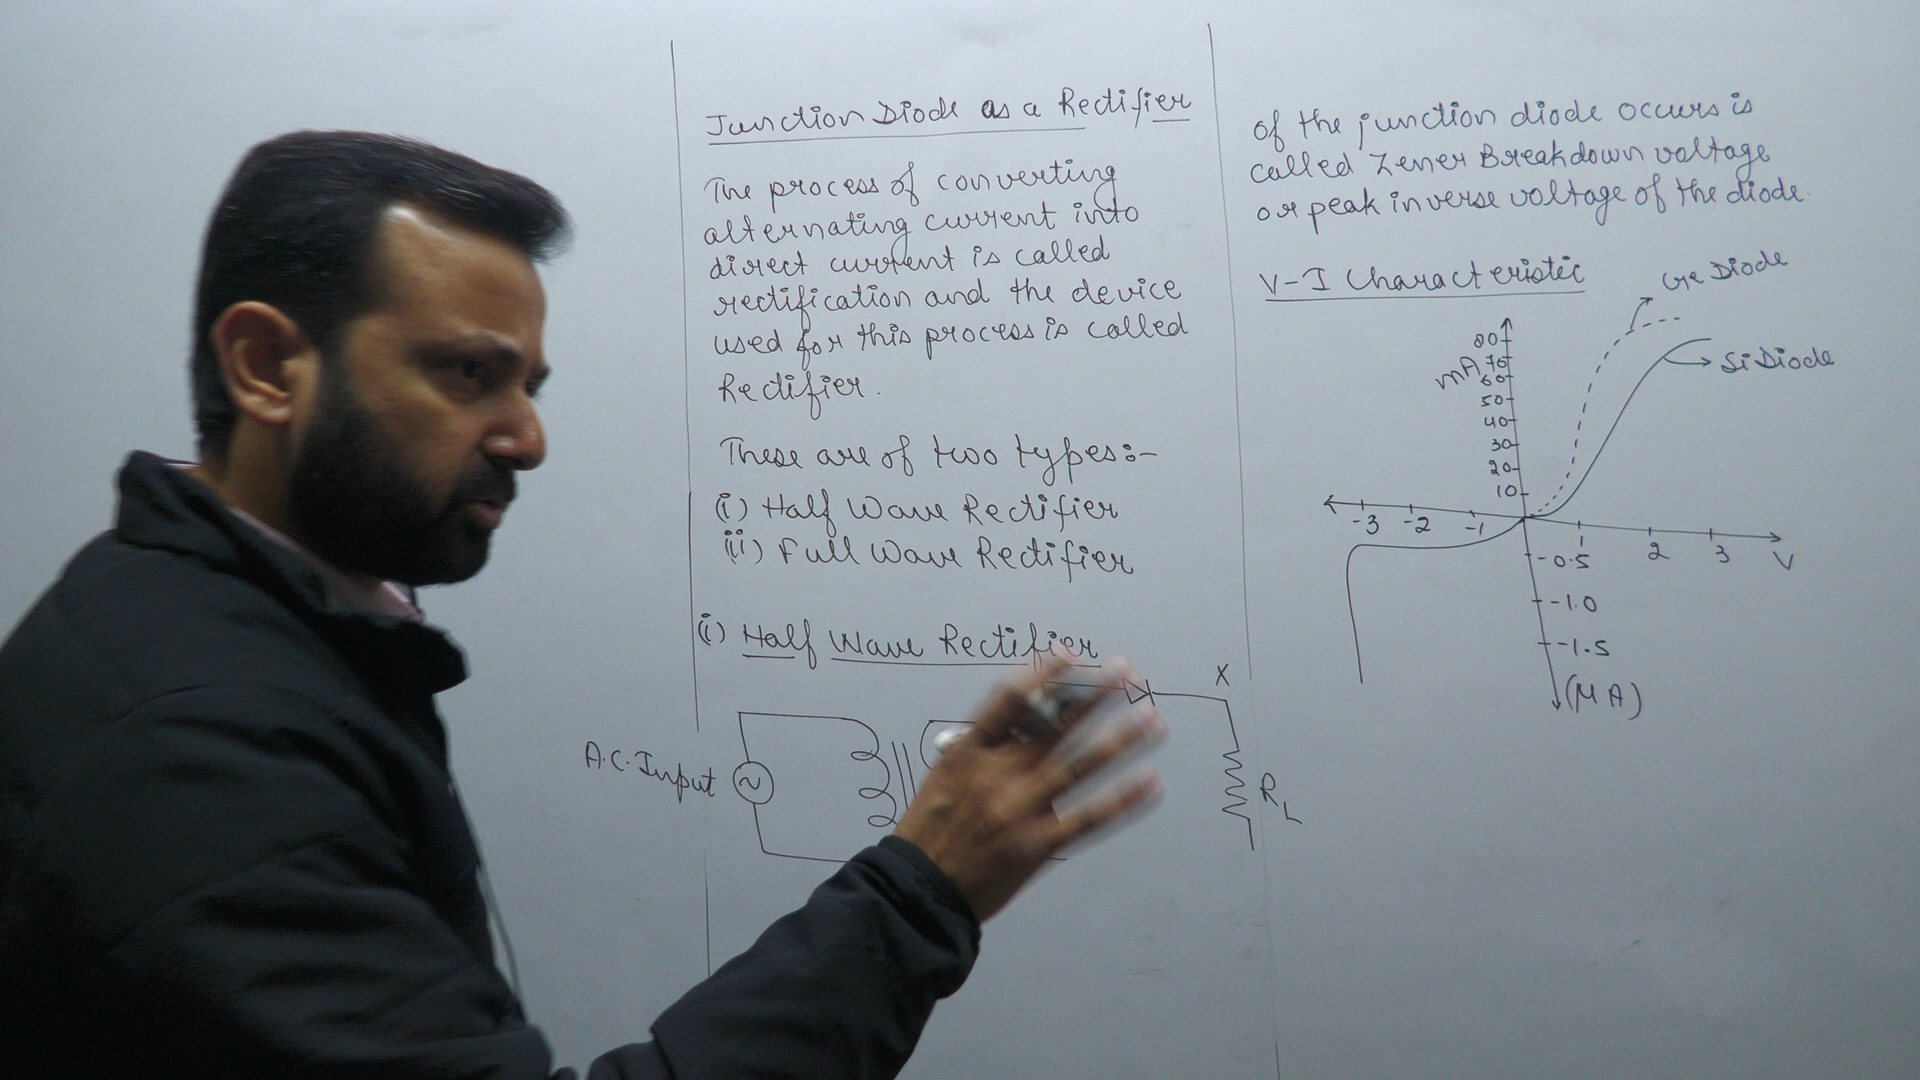 Junction Diode as a Rectifier
The process of converting
alternating current into
direct current is called
rectification and the device
used for this process is called
Rectifier.
These are of two types:-
(i) Half Wave Rectifier
(ii) Full Wave Rectifier
(i) Half Wave Rectifier
A.C. Input
X
R L
of the junction diode occurs is
called Zener Breakdown voltage
or peak inverse voltage of the diode.
V-I Characteristic
Ge Diode
Si Diode
mA
80
70
60
50
40
30
20
10
-3 -2 -1
1 2 3
V
-0.5
-1.0
-1.5
(μA)